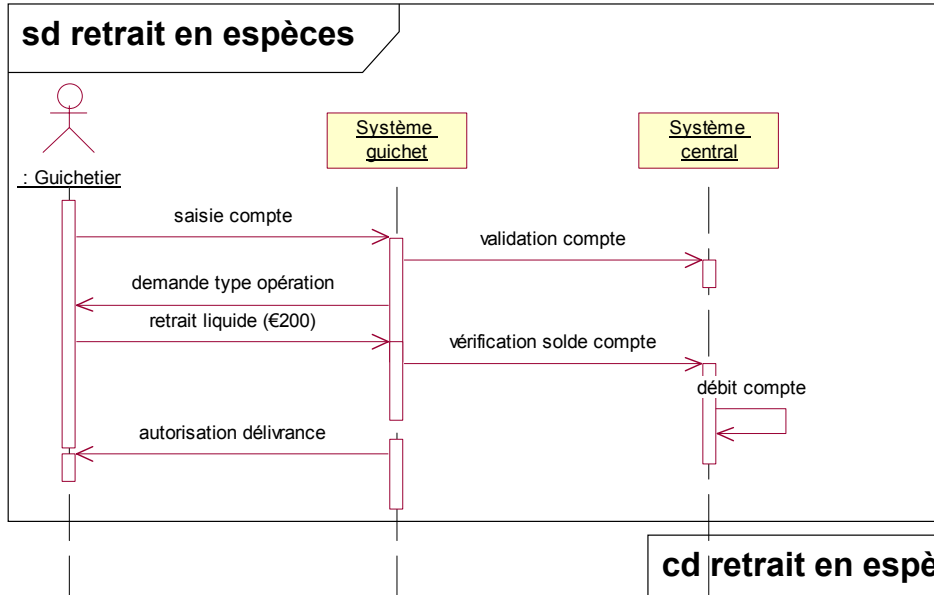 sd retrait en espèces
Système
guichet
Système
central
: Guichetier
saisie compte
validation compte
demande type opération
retrait liquide (€200)
vérification solde compte
débit compte
autorisation délivrance
cd retrait en espè